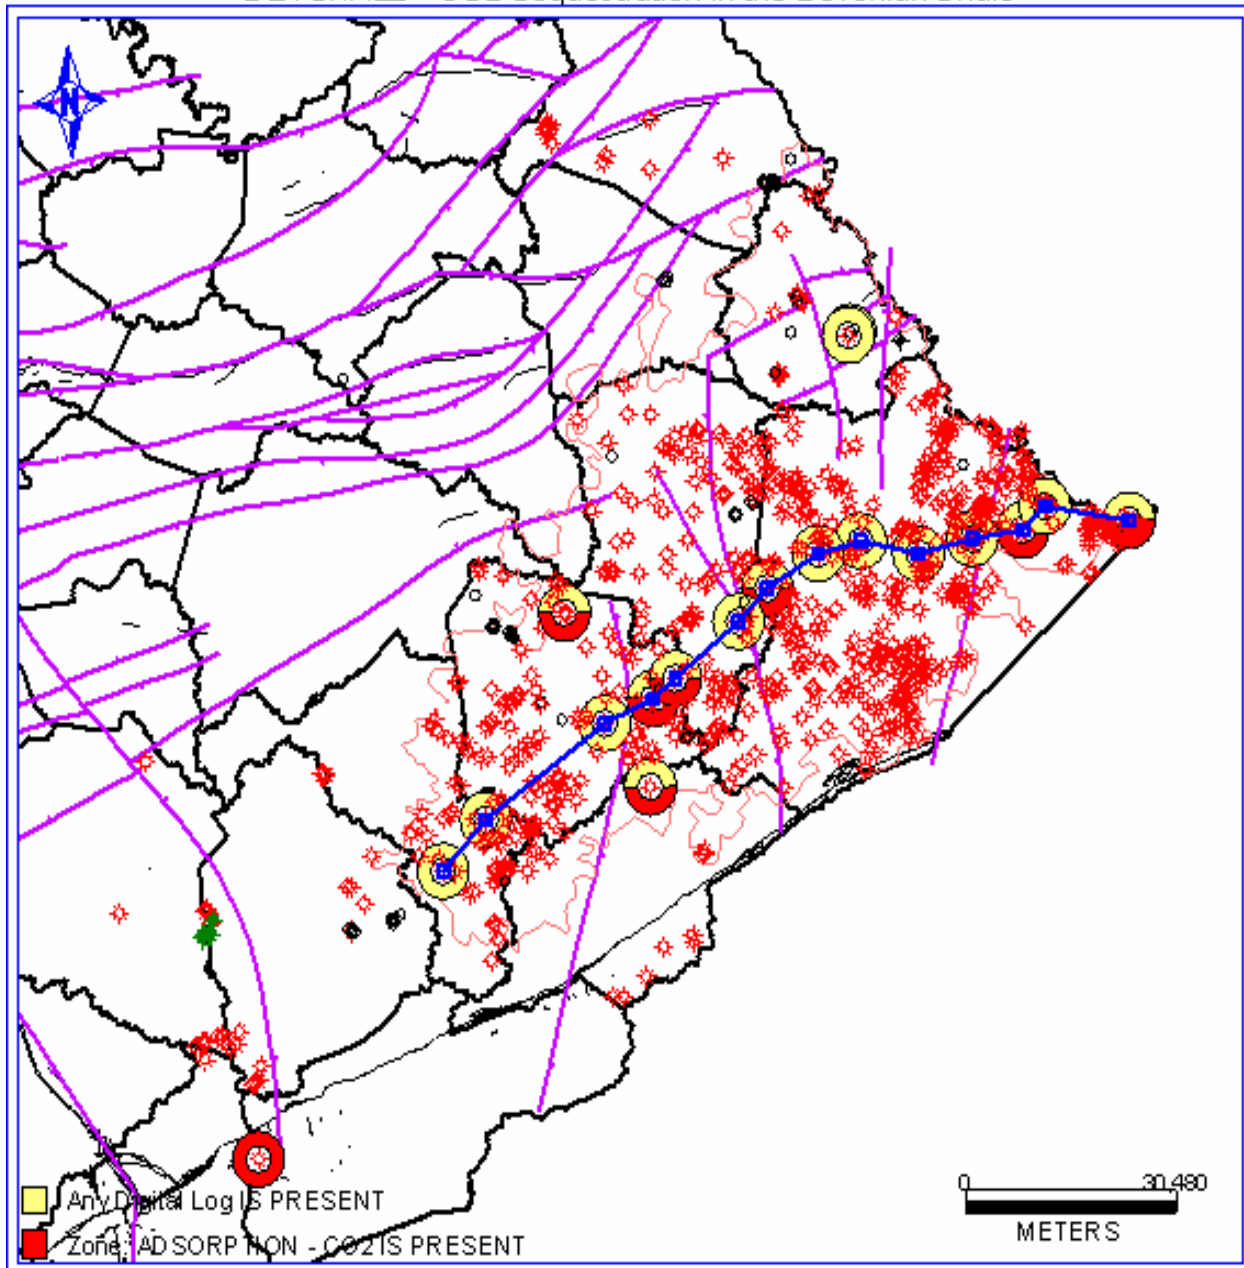 N
Any Digital Log IS PRESENT
Zone: ADSORPTION - CO2 IS PRESENT
0 30,480
METERS